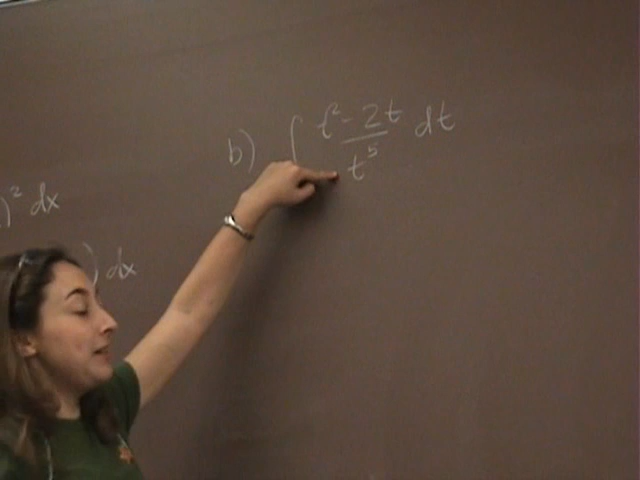 b) ∫ t² - 2t / t⁵ dt
)² dx
) dx